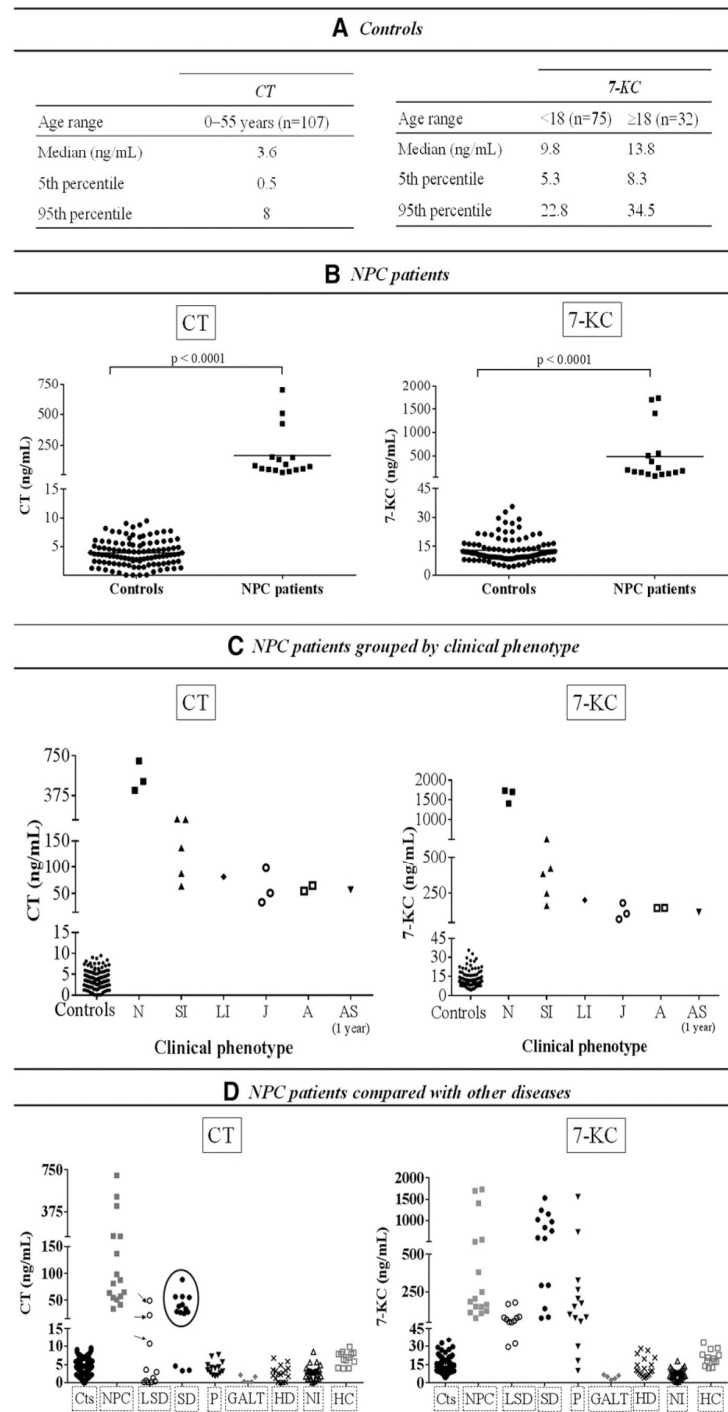 A Controls
CT
Age range 0–55 years (n=107)
Median (ng/mL) 3.6
5th percentile 0.5
95th percentile 8
7-KC
Age range <18 (n=75) ≥18 (n=32)
Median (ng/mL) 9.8 13.8
5th percentile 5.3 8.3
95th percentile 22.8 34.5
B NPC patients
CT
p < 0.0001
750
500
250
15
10
5
CT (ng/mL)
Controls NPC patients
7-KC
p < 0.0001
2000
1500
1000
500
45
30
15
0
7-KC (ng/mL)
Controls NPC patients
C NPC patients grouped by clinical phenotype
CT
750
375
150
100
50
15
10
5
0
CT (ng/mL)
Controls N SI LI J A AS
(1 year)
Clinical phenotype
7-KC
2000
1500
1000
500
250
45
30
15
0
7-KC (ng/mL)
Controls N SI LI J A AS
(1 year)
Clinical phenotype
D NPC patients compared with other diseases
CT
750
375
150
100
50
15
10
5
0
CT (ng/mL)
Cts NPC LSD SD P GALT HD NI HC
7-KC
2000
1500
1000
500
250
45
30
15
0
7-KC (ng/mL)
Cts NPC LSD SD P GALT HD NI HC